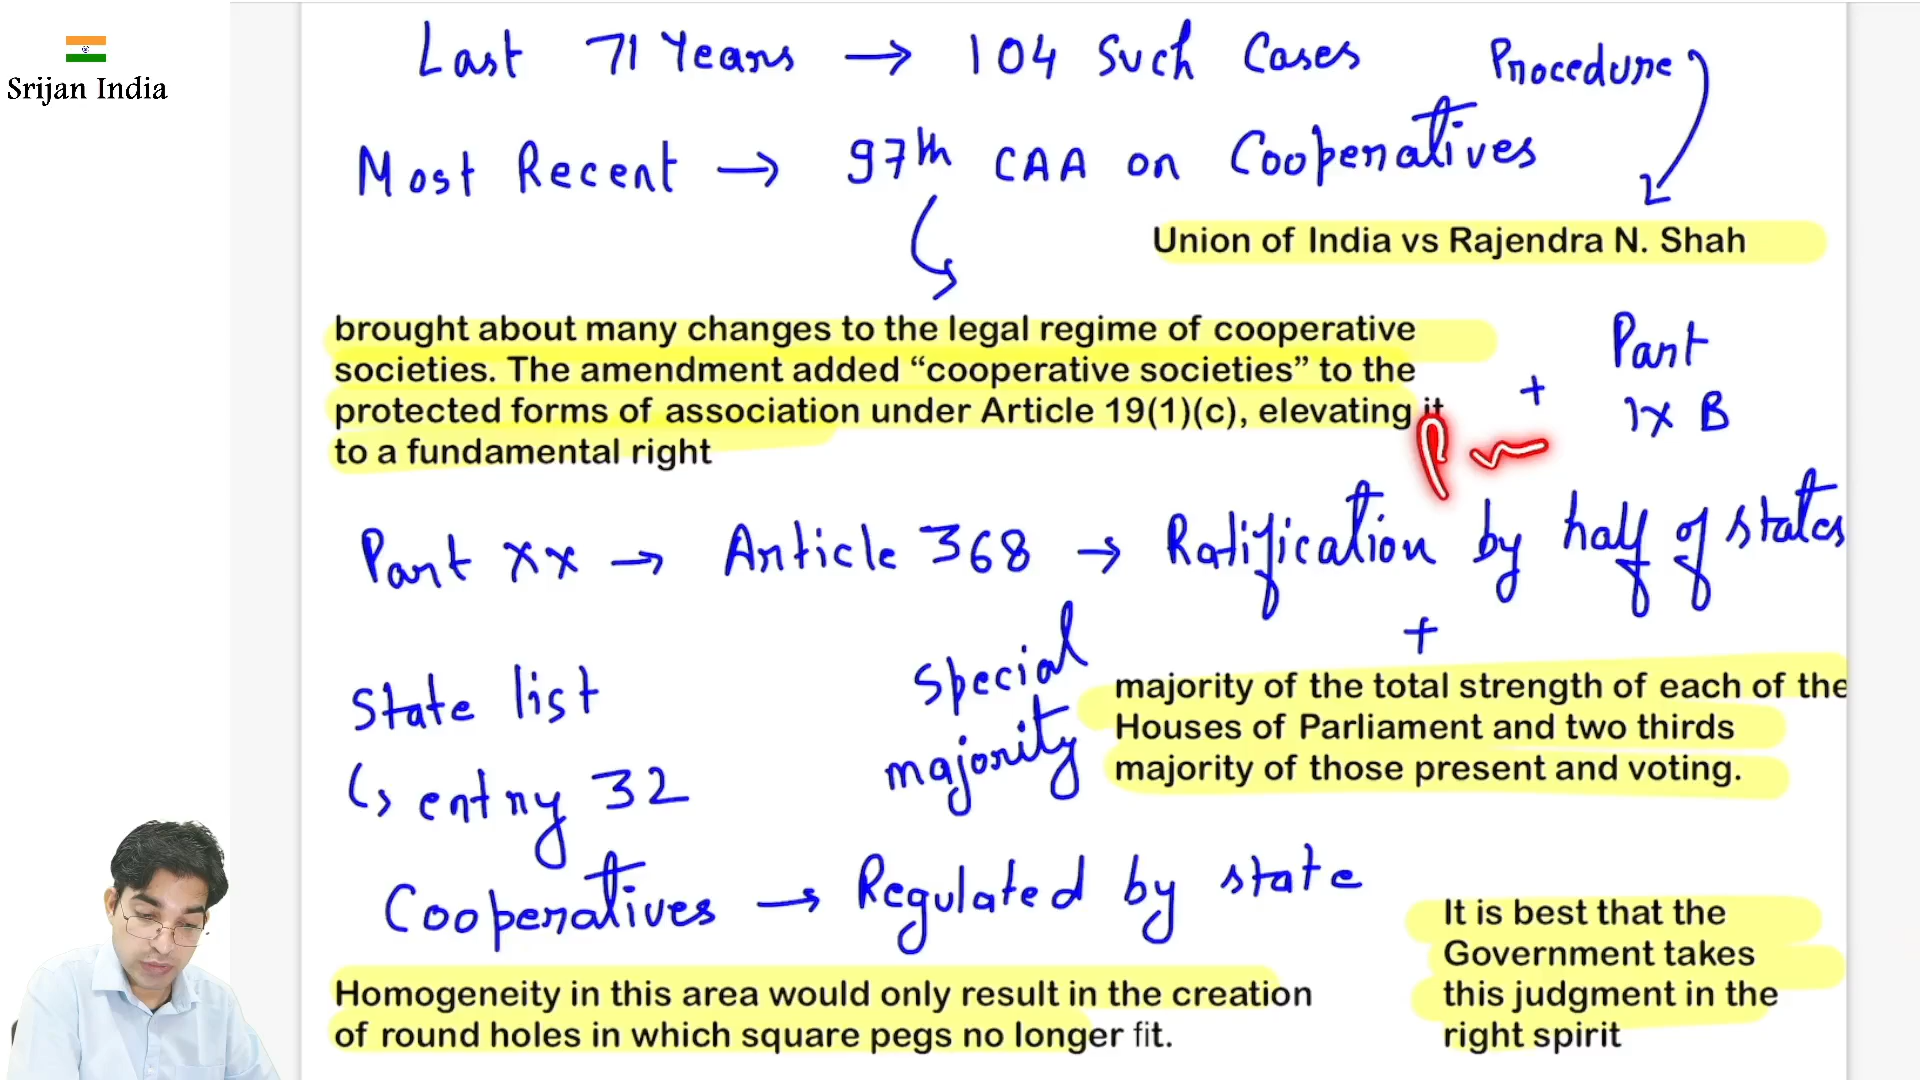 Srijan India
Last 71 Years → 104 Such Cases
Procedure
Most Recent → 97th CAA on Cooperatives
Union of India vs Rajendra N. Shah
brought about many changes to the legal regime of cooperative
societies. The amendment added “cooperative societies” to the
protected forms of association under Article 19(1)(c), elevating it
to a fundamental right
+ Part
IX B
Part XX → Article 368 → Ratification by half of states
+
State list
↳ entry 32
Special
majority
majority of the total strength of each of the
Houses of Parliament and two thirds
majority of those present and voting.
Cooperatives → Regulated by state
Homogeneity in this area would only result in the creation
of round holes in which square pegs no longer fit.
It is best that the
Government takes
this judgment in the
right spirit